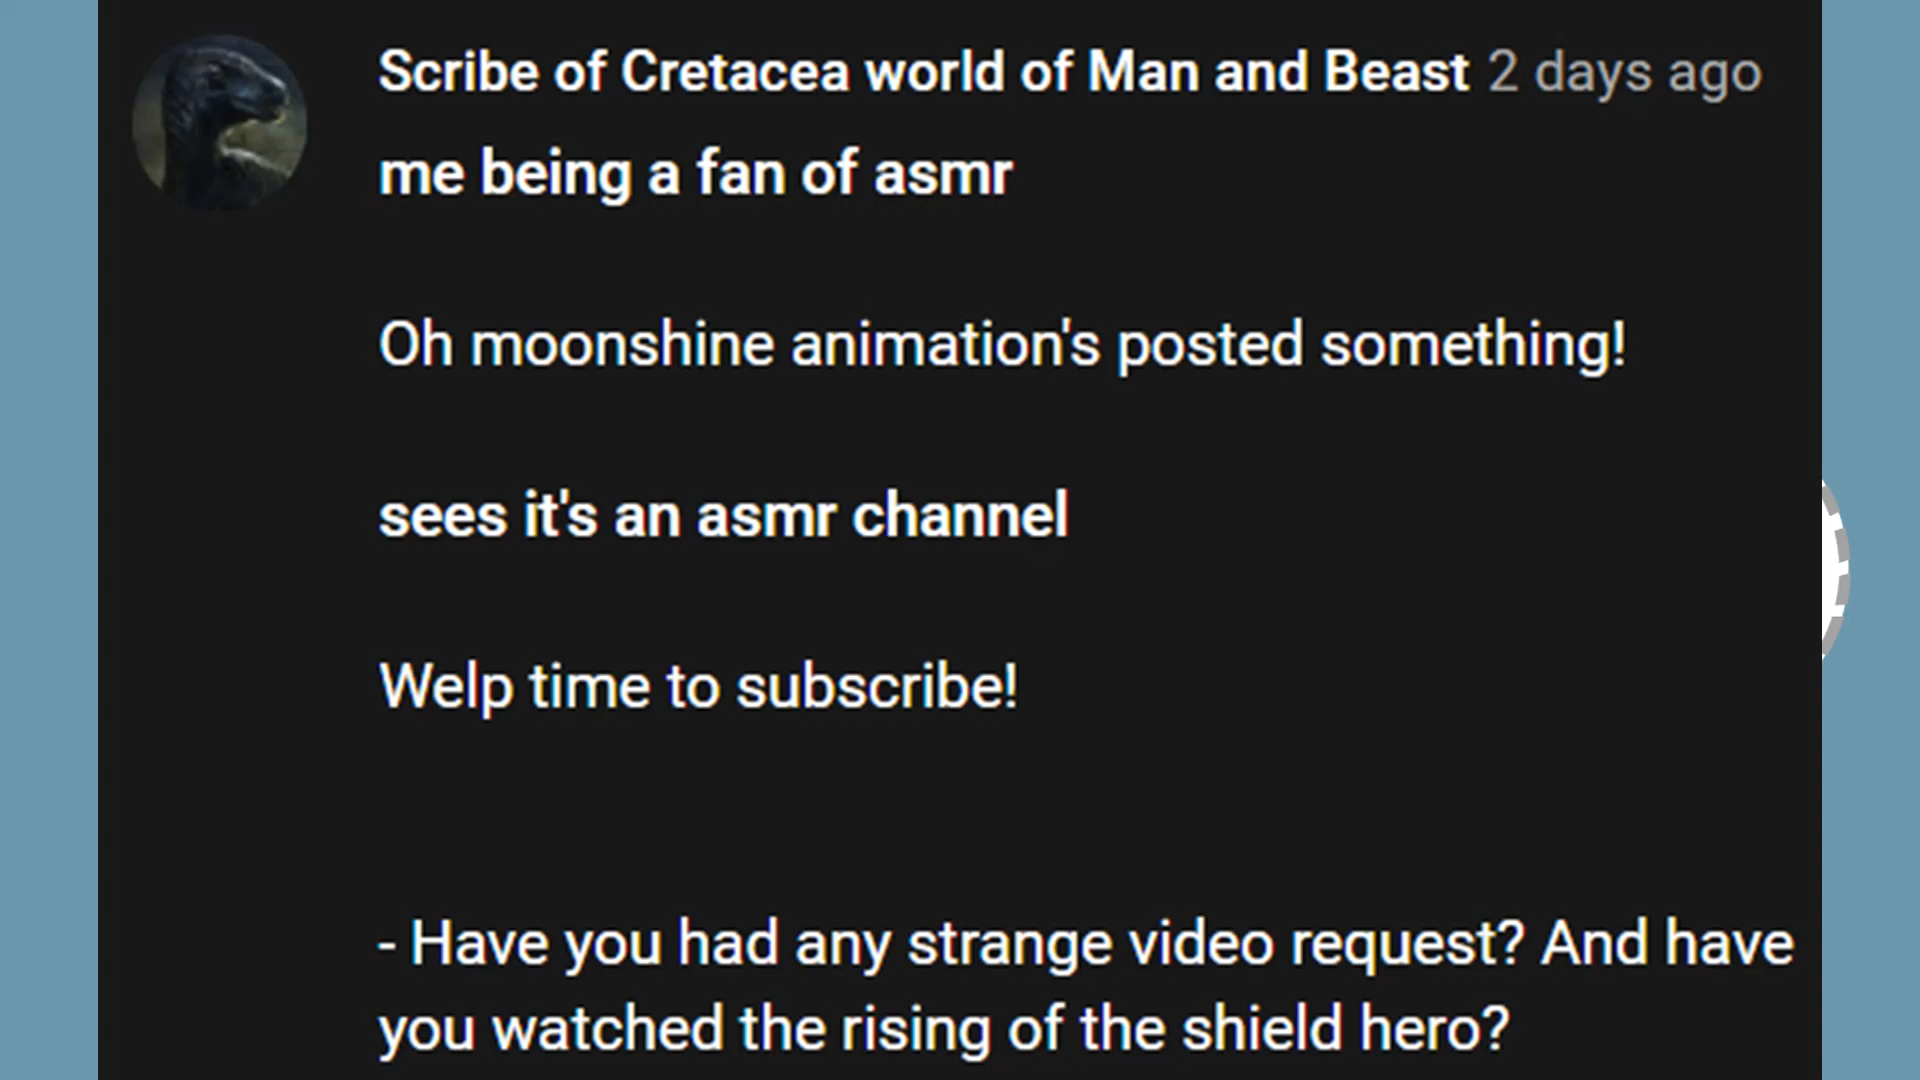 Scribe of Cretacea world of Man and Beast 2 days ago
me being a fan of asmr
Oh moonshine animation's posted something!
sees it's an asmr channel
Welp time to subscribe!
- Have you had any strange video request? And have
you watched the rising of the shield hero?